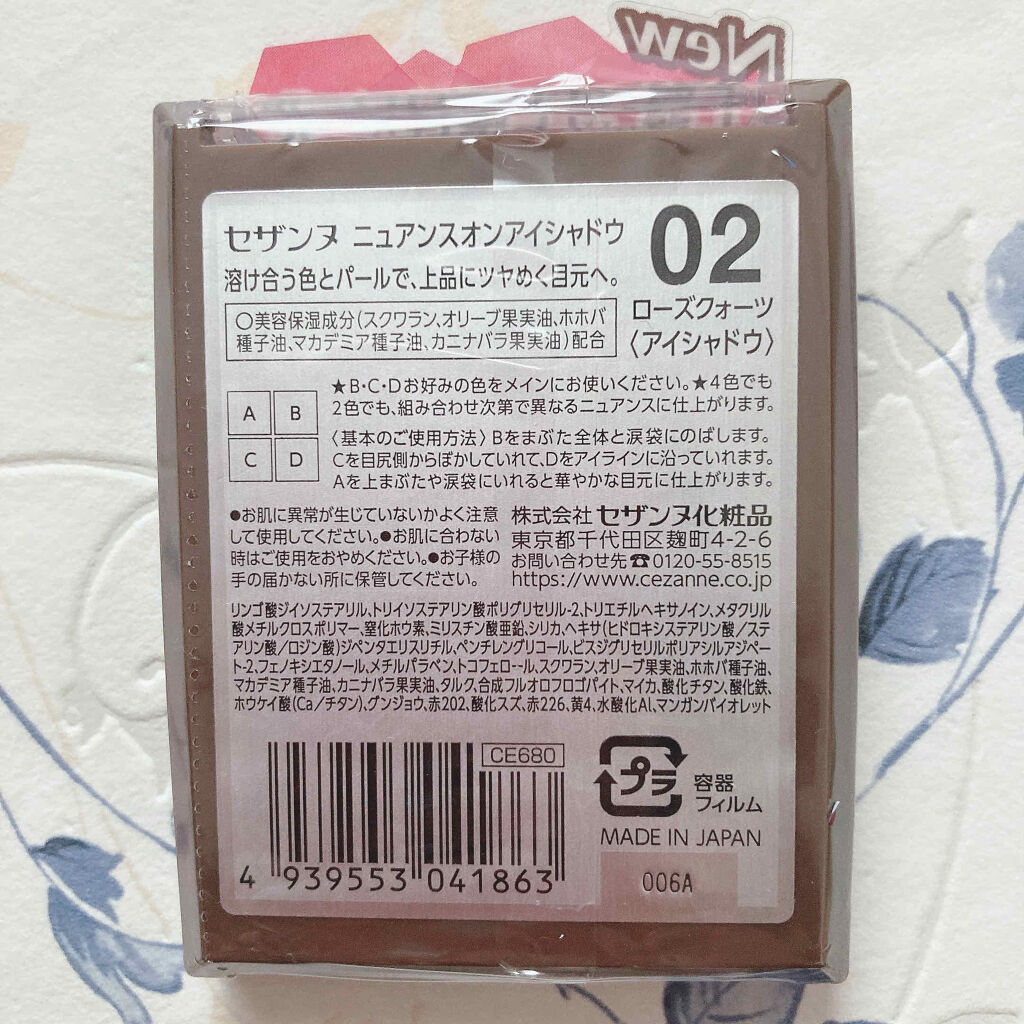 New
セザンヌ ニュアンスオンアイシャドウ
02
溶け合う色とパールで、上品にツヤめく目元へ。
ローズクォーツ
〈アイシャドウ〉
○美容保湿成分(スクワラン、オリーブ果実油、ホホバ
種子油、マカデミア種子油、カニナバラ果実油)配合
A B
C D
★B・C・Dお好みの色をメインにお使いください。★4色でも
2色でも、組み合わせ次第で異なるニュアンスに仕上がります。
〈基本のご使用方法〉Bをまぶた全体と涙袋にのばします。
Cを目尻側からぼかしていれて、Dをアイラインに沿っていれます。
Aを上まぶたや涙袋にいれると華やかな目元に仕上がります。
●お肌に異常が生じていないかよく注意
して使用してください。●お肌に合わない
時はご使用をおやめください。●お子様の
手の届かない所に保管してください。
株式会社 セザンヌ化粧品
東京都千代田区麹町4-2-6
お問い合わせ先☎0120-55-8515
https://www.cezanne.co.jp
リンゴ酸ジイソステアリル、トリイソステアリン酸ポリグリセリル-2、トリエチルヘキサノイン、メタクリル
酸メチルクロスポリマー、窒化ホウ素、ミリスチン酸亜鉛、シリカ、ヘキサ(ヒドロキシステアリン酸/ステ
アリン酸/ロジン酸)ジペンタエリスリチル、ペンチレングリコール、ビスジグリセリルポリアシルアジペー
ト-2、フェノキシエタノール、メチルパラベン、トコフェロール、スクワラン、オリーブ果実油、ホホバ種子油、
マカデミア種子油、カニナバラ果実油、タルク、合成フルオロフロゴパイト、マイカ、酸化チタン、酸化鉄、
ホウケイ酸(Ca/チタン)、グンジョウ、赤202、酸化スズ、赤226、黄4、水酸化Al、マンガンバイオレット
CE680
プラ
容器
フィルム
MADE IN JAPAN
4 939553 041863
006A